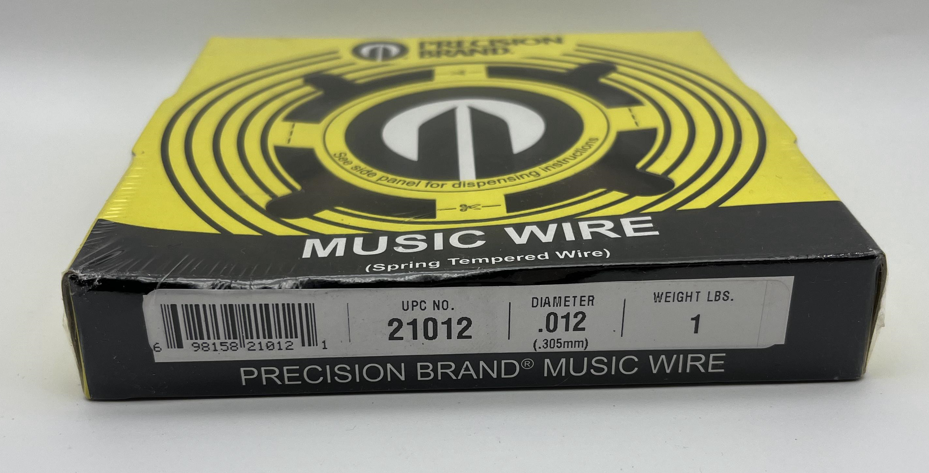 PRECISION
BRAND®
See side panel for dispensing instructions
MUSIC WIRE
(Spring Tempered Wire)
6 98158 21012 1
UPC NO.
21012
DIAMETER
.012
(.305mm)
WEIGHT LBS.
1
PRECISION BRAND® MUSIC WIRE